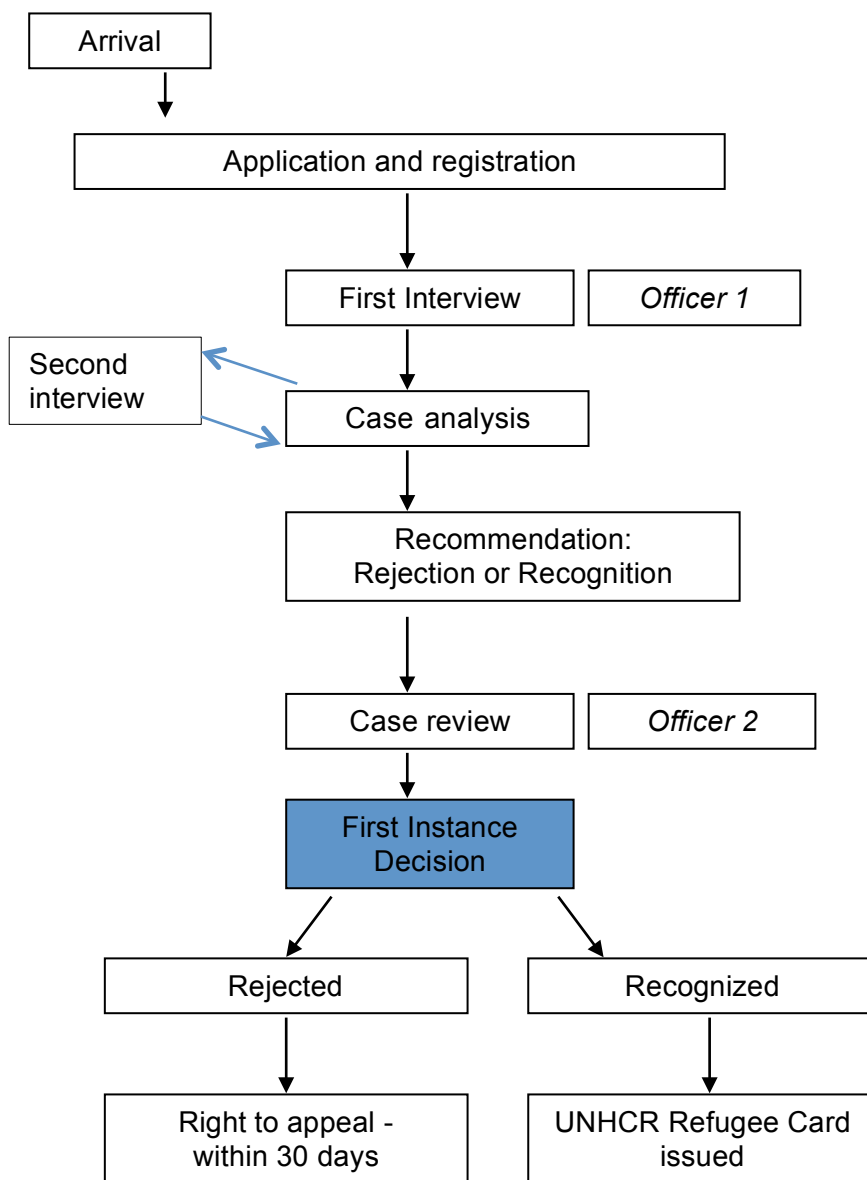 Arrival
Application and registration
First Interview
Officer 1
Second
interview
Case analysis
Recommendation:
Rejection or Recognition
Case review
Officer 2
First Instance
Decision
Rejected
Recognized
Right to appeal -
within 30 days
UNHCR Refugee Card
issued